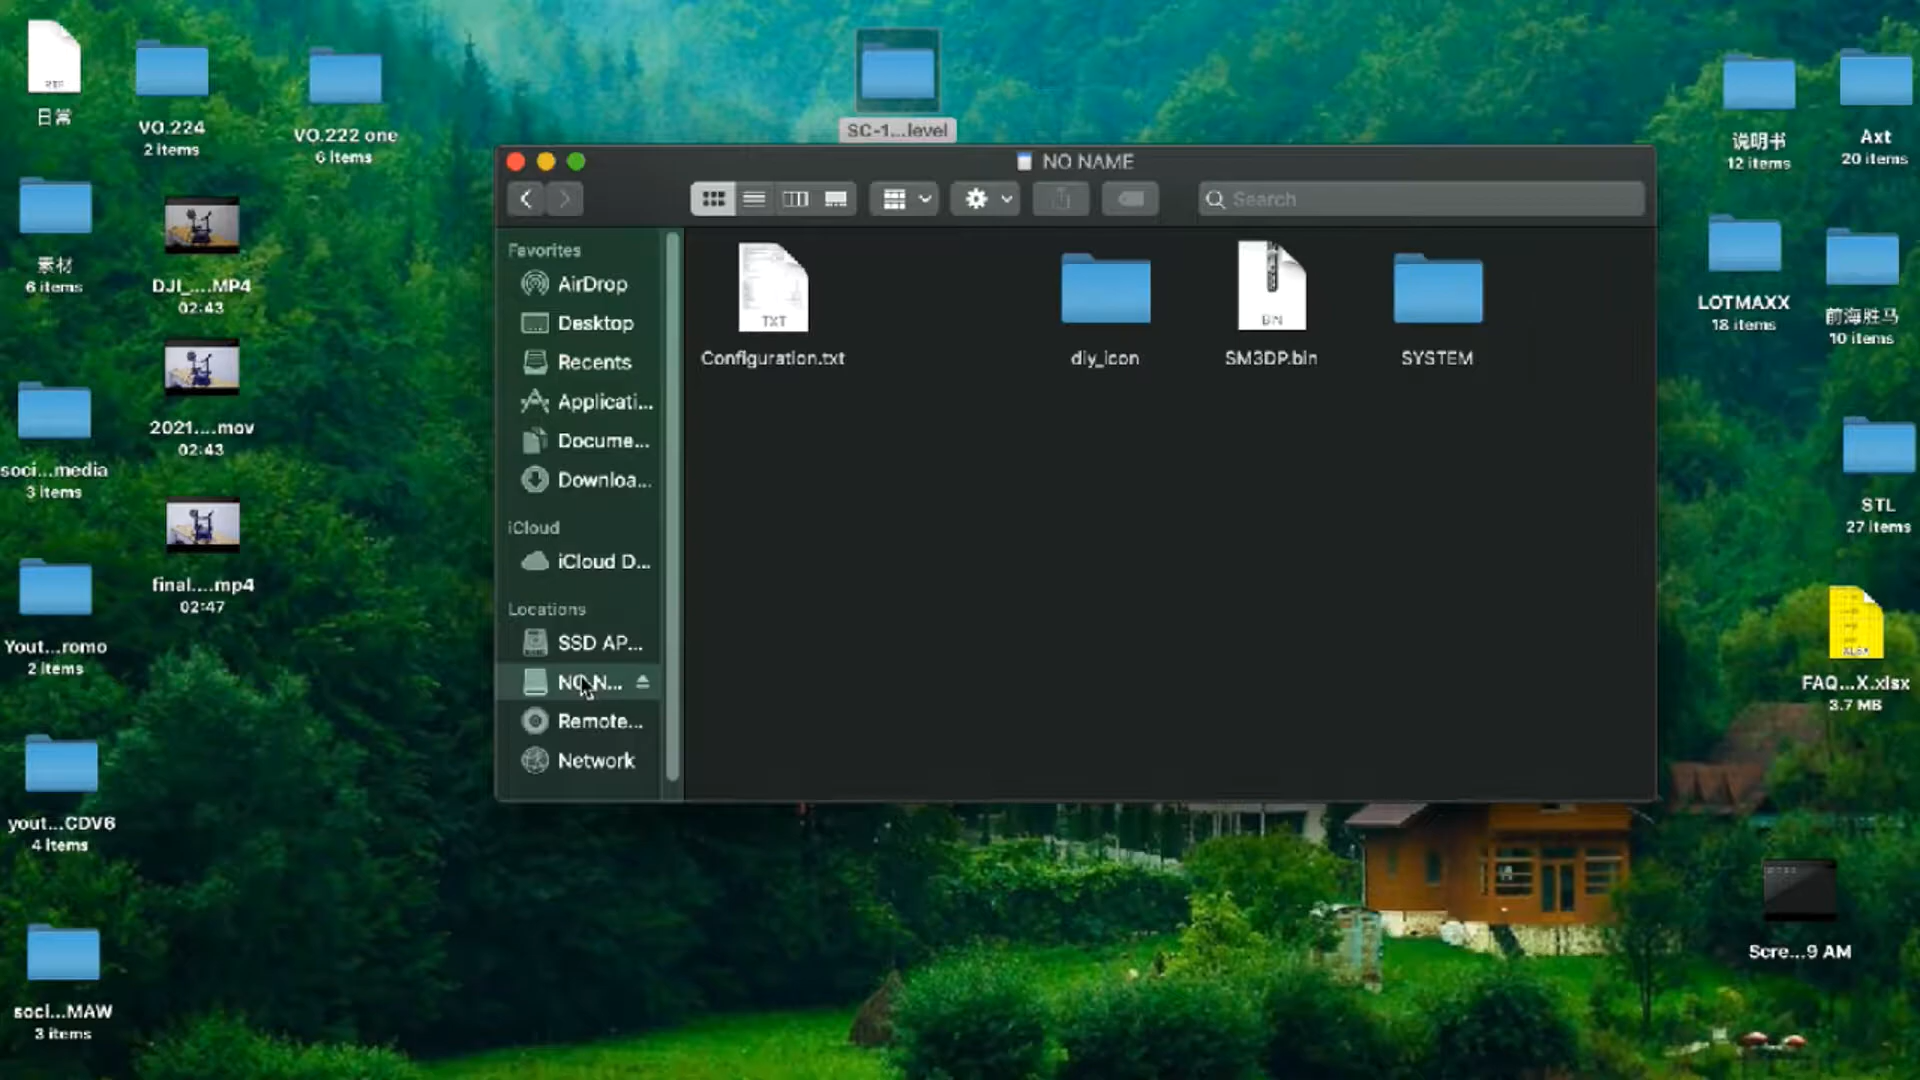 日常
VO.224
2 items
VO.222 one
6 items
SC-1...level
说明书
12 items
Axt
20 items
素材
6 items
DJI_....MP4
02:43
2021....mov
02:43
soci...media
3 items
final....mp4
02:47
Yout...romo
2 items
yout...CDV6
4 items
soci...MAW
3 items
NO NAME
Search
Favorites
AirDrop
Desktop
Recents
Applicati...
Docume...
Downloa...
iCloud
iCloud D...
Locations
SSD AP...
NO N...
Remote...
Network
TXT
Configuration.txt
diy_icon
BIN
SM3DP.bin
SYSTEM
LOTMAXX
18 items
前海胜马
10 items
STL
27 items
XLSX
FAQ...X.xlsx
3.7 MB
Scre...9 AM